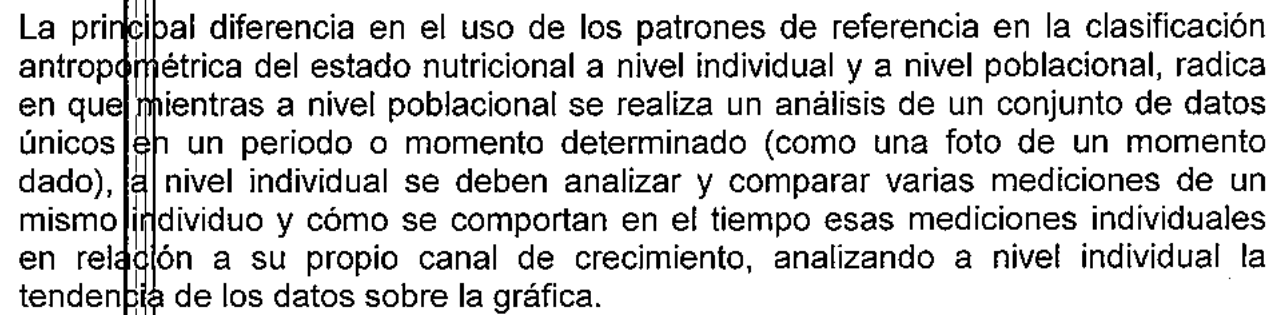 La principal diferencia en el uso de los patrones de referencia en la clasificación
antropométrica del estado nutricional a nivel individual y a nivel poblacional, radica
en que mientras a nivel poblacional se realiza un análisis de un conjunto de datos
únicos en un periodo o momento determinado (como una foto de un momento
dado), a nivel individual se deben analizar y comparar varias mediciones de un
mismo individuo y cómo se comportan en el tiempo esas mediciones individuales
en relación a su propio canal de crecimiento, analizando a nivel individual la
tendencia de los datos sobre la gráfica.